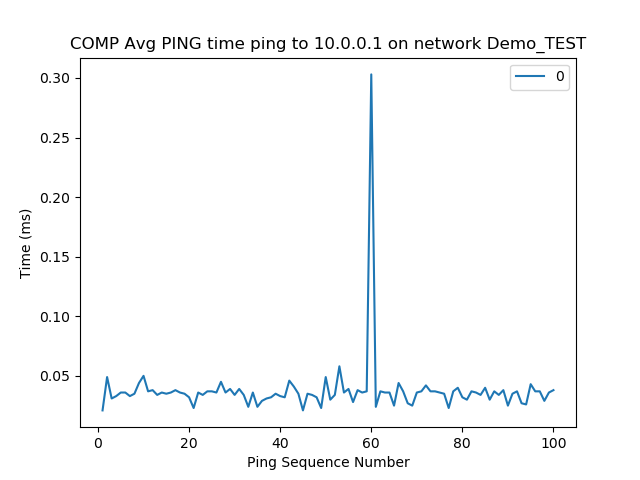 COMP Avg PING time ping to 10.0.0.1 on network Demo_TEST
0
0.30
0.25
0.20
0.15
0.10
0.05
Time (ms)
0 20 40 60 80 100
Ping Sequence Number